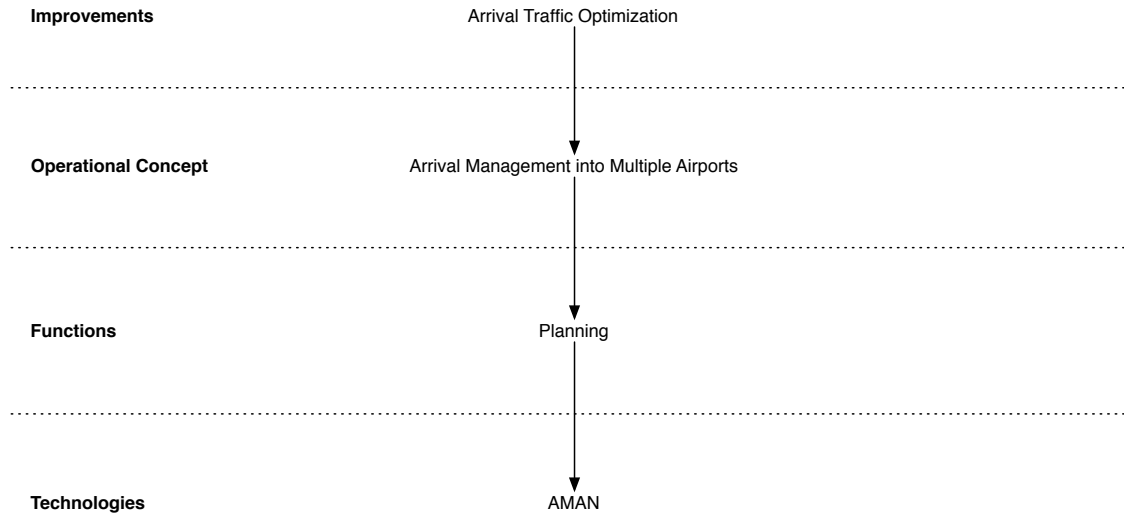 Improvements
Arrival Traffic Optimization
Operational Concept
Arrival Management into Multiple Airports
Functions
Planning
Technologies
AMAN